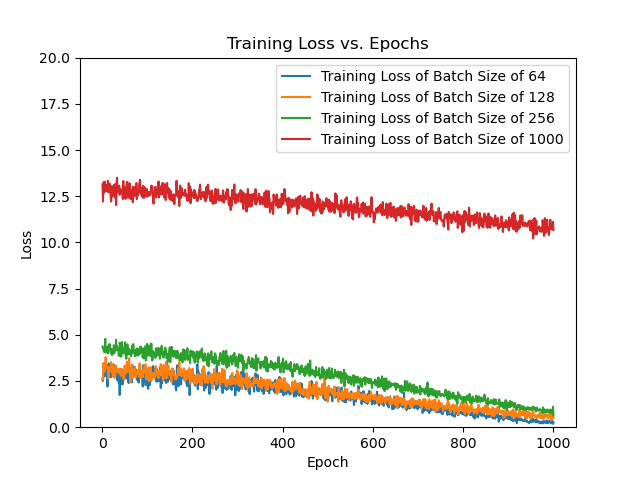 Training Loss vs. Epochs
Training Loss of Batch Size of 64
Training Loss of Batch Size of 128
Training Loss of Batch Size of 256
Training Loss of Batch Size of 1000
20.0
17.5
15.0
12.5
10.0
7.5
5.0
2.5
0.0
Loss
0 200 400 600 800 1000
Epoch